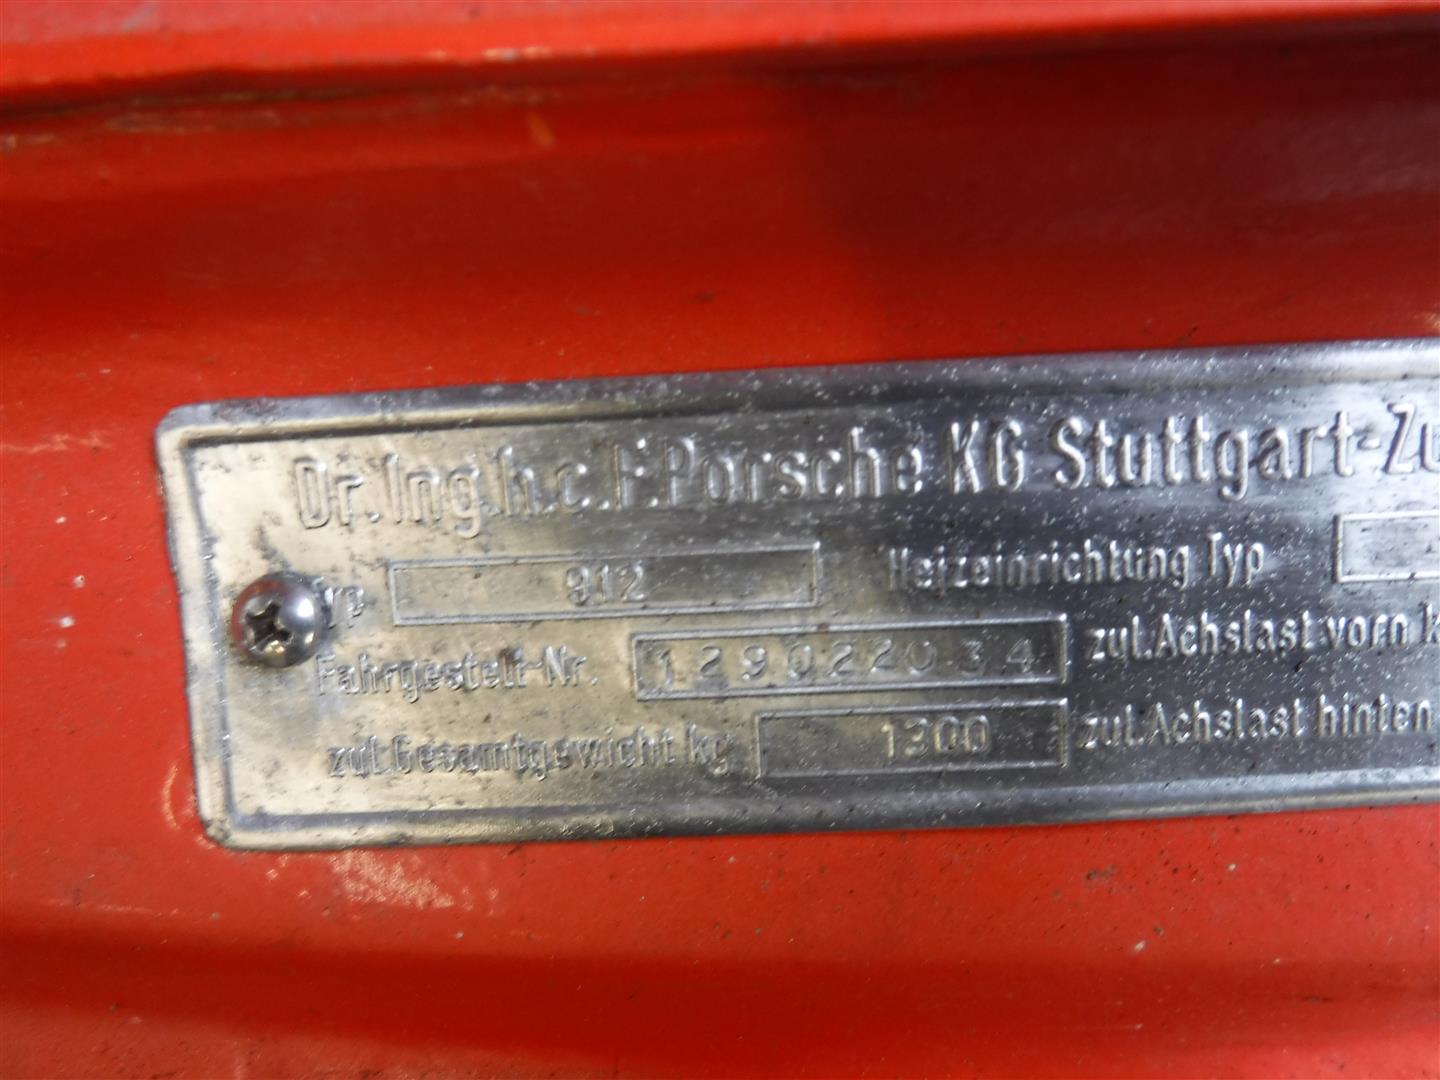 Dr. Ing. h. c. F. Porsche KG Stuttgart-Zu
Typ 912 Heizeinrichtung Typ
Fahrgestell-Nr. 129022034 zul. Achslast vorn k
zul. Gesamtgewicht kg 1300 zul. Achslast hinten